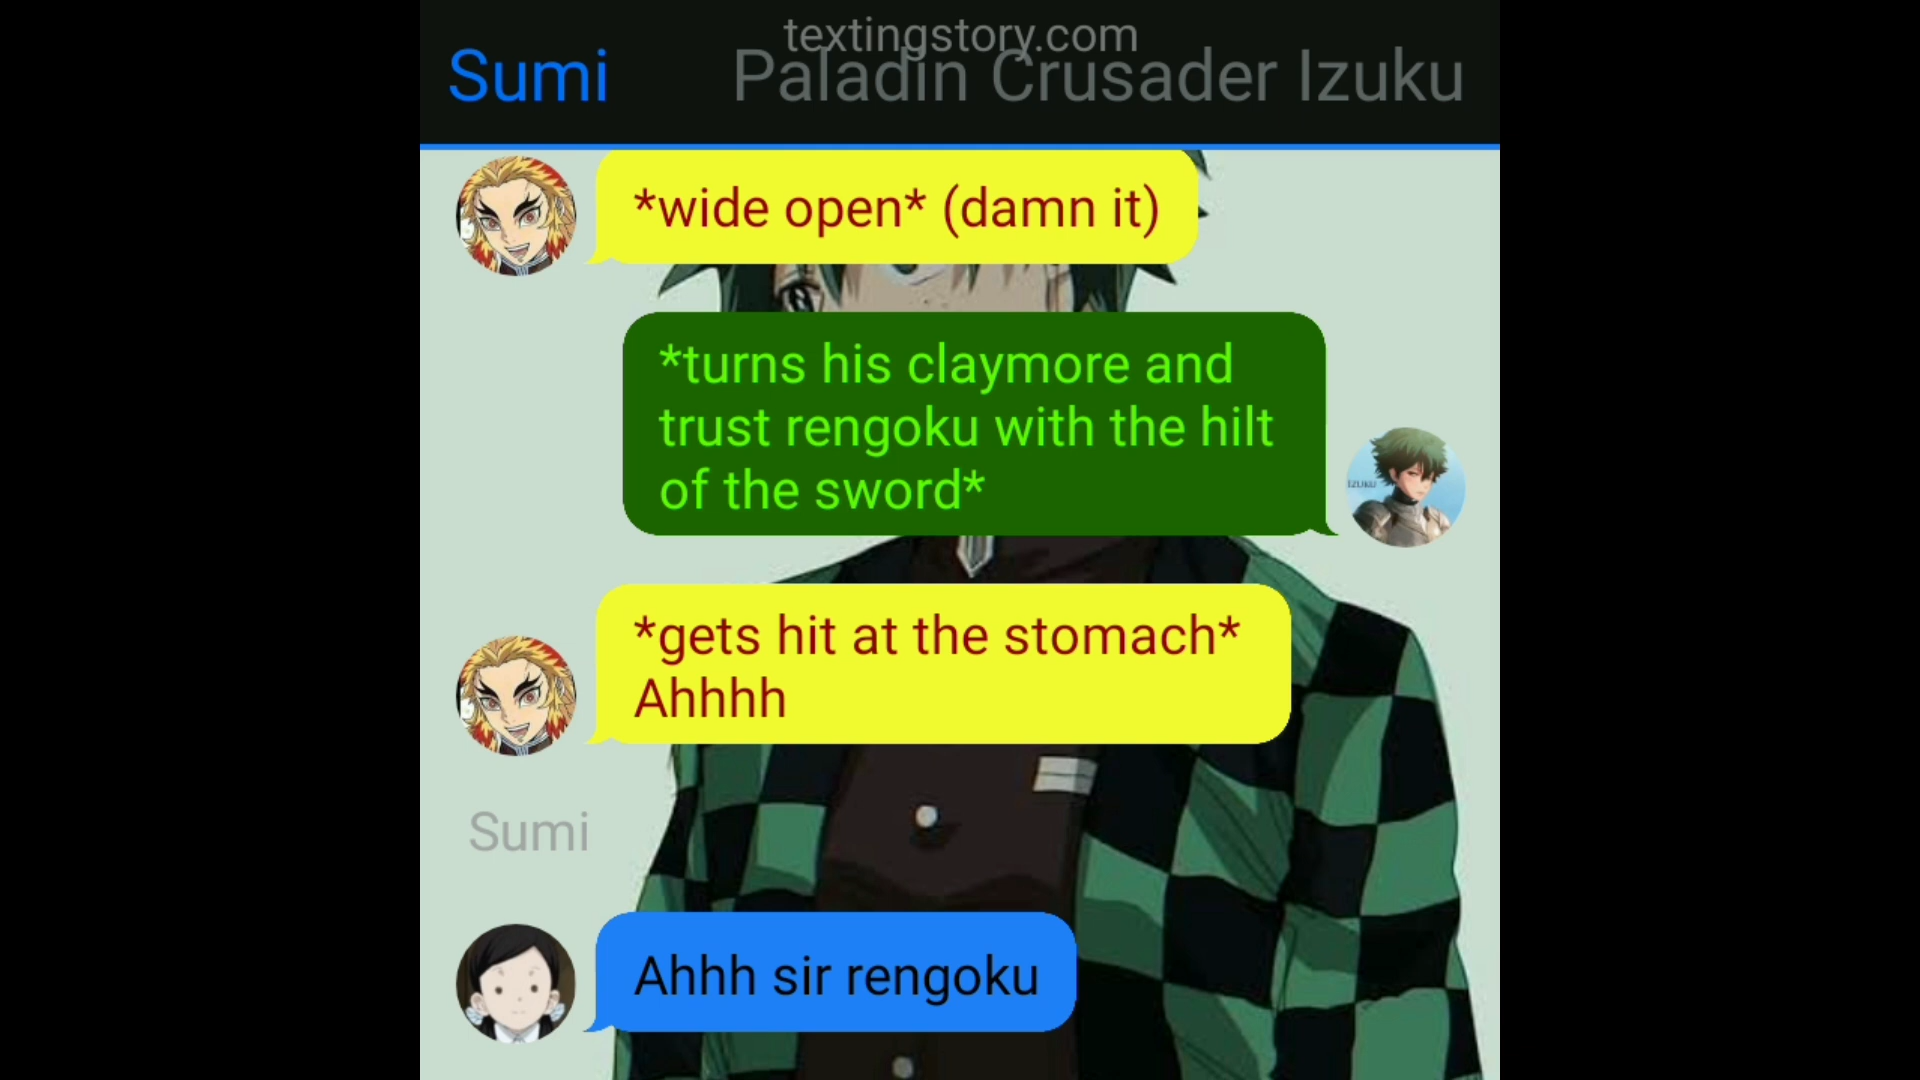 textingstory.com
Sumi
Paladin Crusader Izuku
*wide open* (damn it)
*turns his claymore and
trust rengoku with the hilt
of the sword*
IZUKU
*gets hit at the stomach*
Ahhhh
Sumi
Ahhh sir rengoku